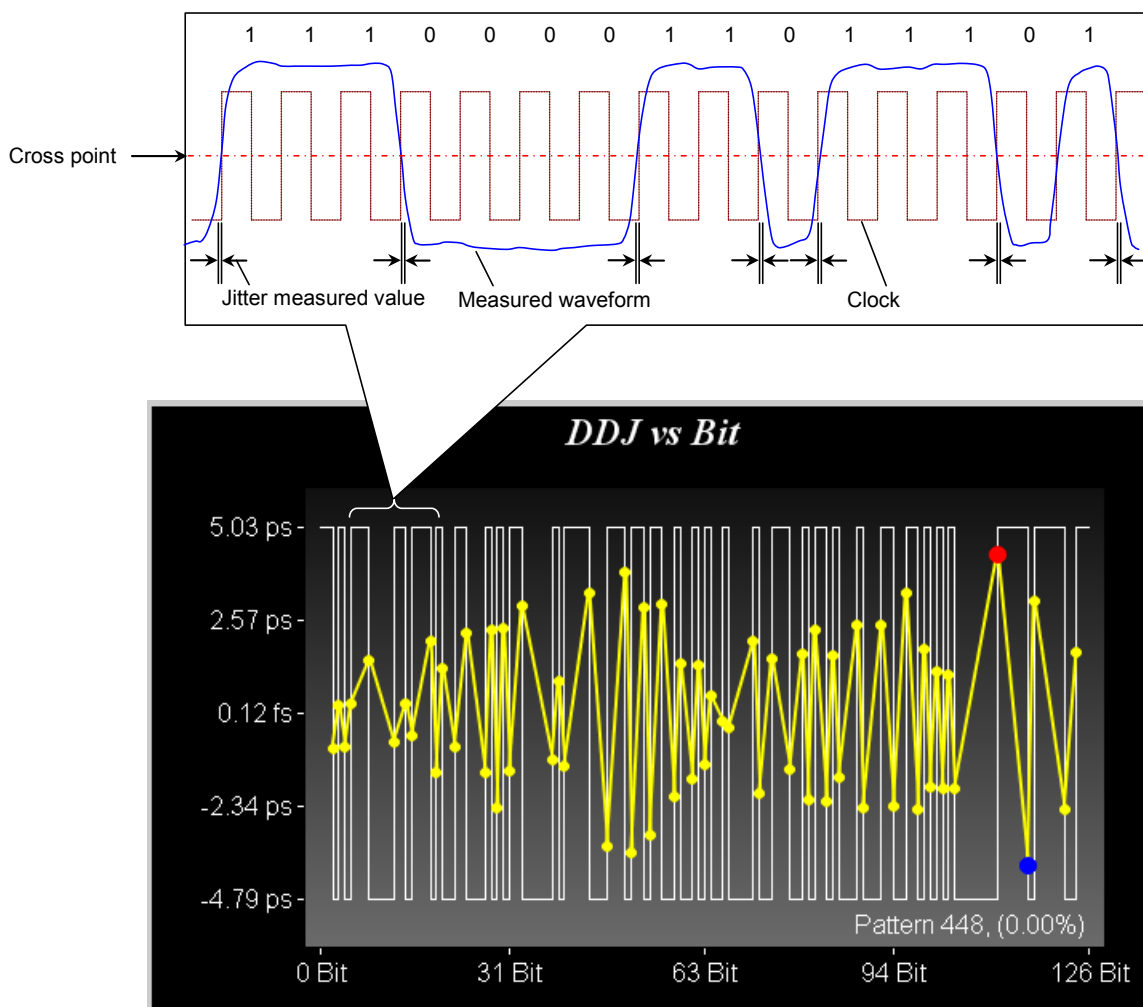 1 1 1 0 0 0 0 1 1 0 1 1 1 0 1
Cross point
Jitter measured value
Measured waveform
Clock
DDJ vs Bit
5.03 ps
2.57 ps
0.12 fs
-2.34 ps
-4.79 ps
Pattern 448, (0.00%)
0 Bit 31 Bit 63 Bit 94 Bit 126 Bit